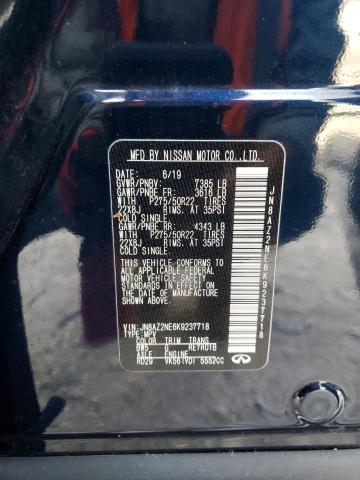 MFD BY NISSAN MOTOR CO.,LTD.
DATE: 6/19
GVWR/PNBV: 7385 LB
GAWR/PNBE FR: 3616 LB
WITH P275/50R22 TIRES
22X8J RIMS. AT 35PSI
COLD SINGLE
GAWR/PNBE RR: 4343 LB
WITH P275/50R22 TIRES
22X8J RIMS. AT 35PSI
COLD SINGLE
THIS VEHICLE CONFORMS
TO ALL APPLICABLE FEDERAL
MOTOR VEHICLE SAFETY
STANDARDS IN EFFECT ON
THE DATE OF MANUFACTURE
SHOWN ABOVE.
VIN: JN8AZ2NE6K9237718
TYPE: MPV
COLOR TRIM TRANS
BW5 G RE7R01B
AXLE ENGINE
RD29 VK56(VD) 5552CC
INFINITI
JN8AZ2NE6K9237718